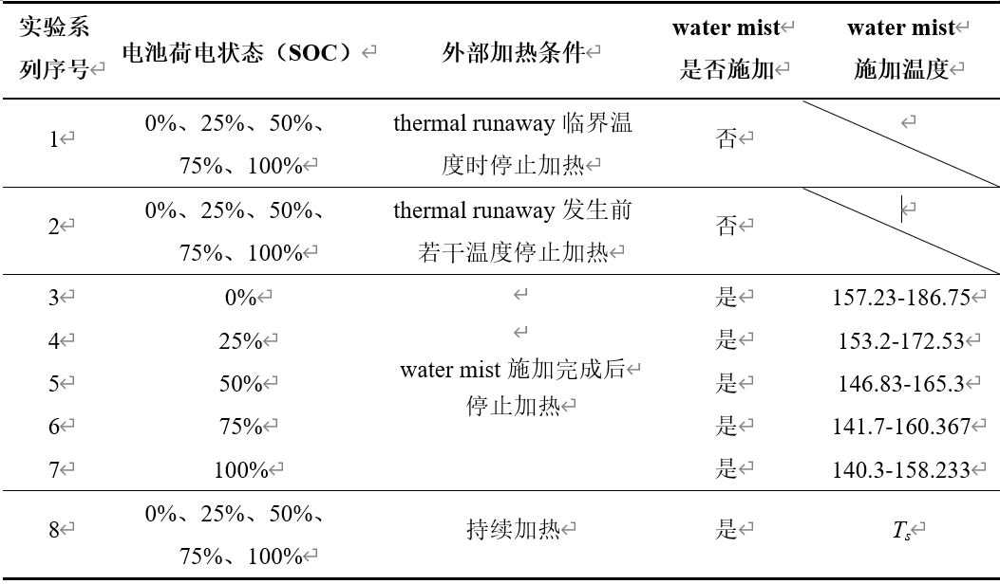 实验系
列序号
电池荷电状态（SOC）
外部加热条件
water mist
是否施加
water mist
施加温度
1
0%、25%、50%、
75%、100%
thermal runaway 临界温
度时停止加热
否
2
0%、25%、50%、
75%、100%
thermal runaway 发生前
若干温度停止加热
否
3
0%
是
157.23-186.75
4
25%
是
153.2-172.53
water mist 施加完成后
停止加热
5
50%
是
146.83-165.3
6
75%
是
141.7-160.367
7
100%
是
140.3-158.233
8
0%、25%、50%、
75%、100%
持续加热
是
Ts